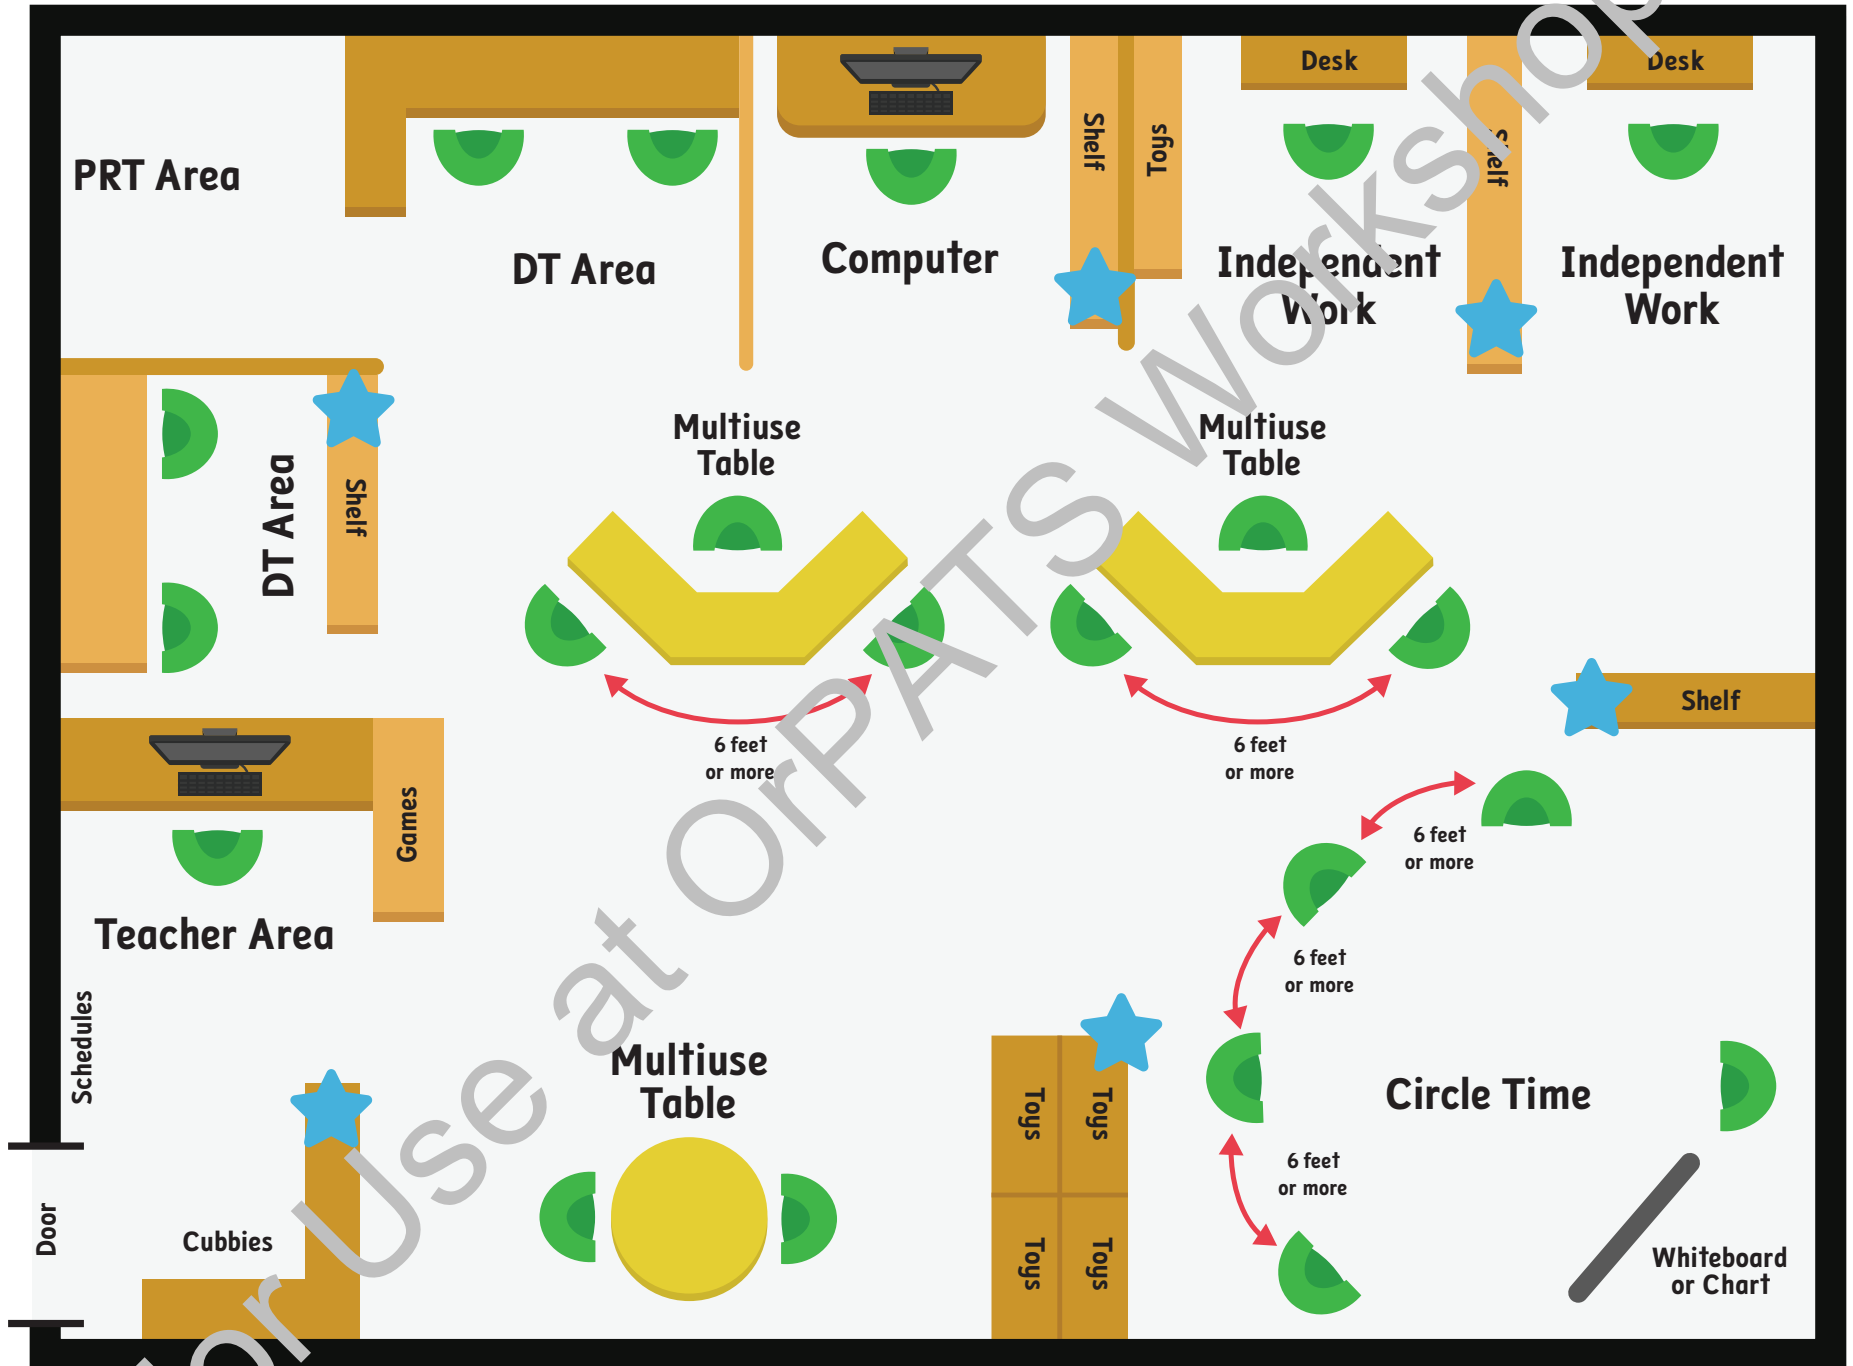 Desk
Desk
Shelf
Toys
Shelf
PRT Area
DT Area
Computer
Independent
Work
Independent
Work
Multiuse
Table
Multiuse
Table
DT Area
Shelf
6 feet
or more
6 feet
or more
Shelf
Games
6 feet
or more
Teacher Area
6 feet
or more
Schedules
Multiuse
Table
Toys
Toys
Circle Time
6 feet
or more
Door
Cubbies
Toys
Toys
Whiteboard
or Chart
or Use at OrPATS Workshop